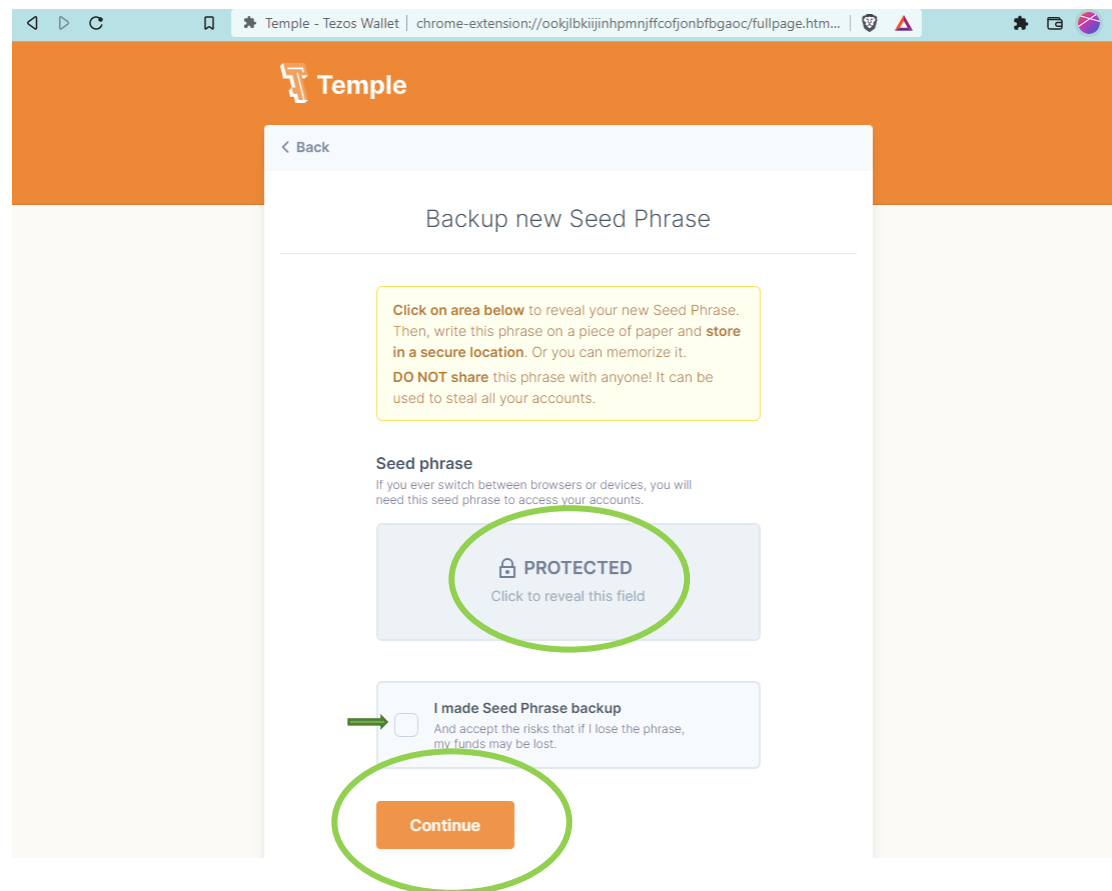 Temple - Tezos Wallet | chrome-extension://ookjlbkiijinhpmnjffcofjonbfbgaoc/fullpage.htm...
Temple
Back
Backup new Seed Phrase
Click on area below to reveal your new Seed Phrase.
Then, write this phrase on a piece of paper and store
in a secure location. Or you can memorize it.
DO NOT share this phrase with anyone! It can be
used to steal all your accounts.
Seed phrase
If you ever switch between browsers or devices, you will
need this seed phrase to access your accounts.
PROTECTED
Click to reveal this field
I made Seed Phrase backup
And accept the risks that if I lose the phrase,
my funds may be lost.
Continue